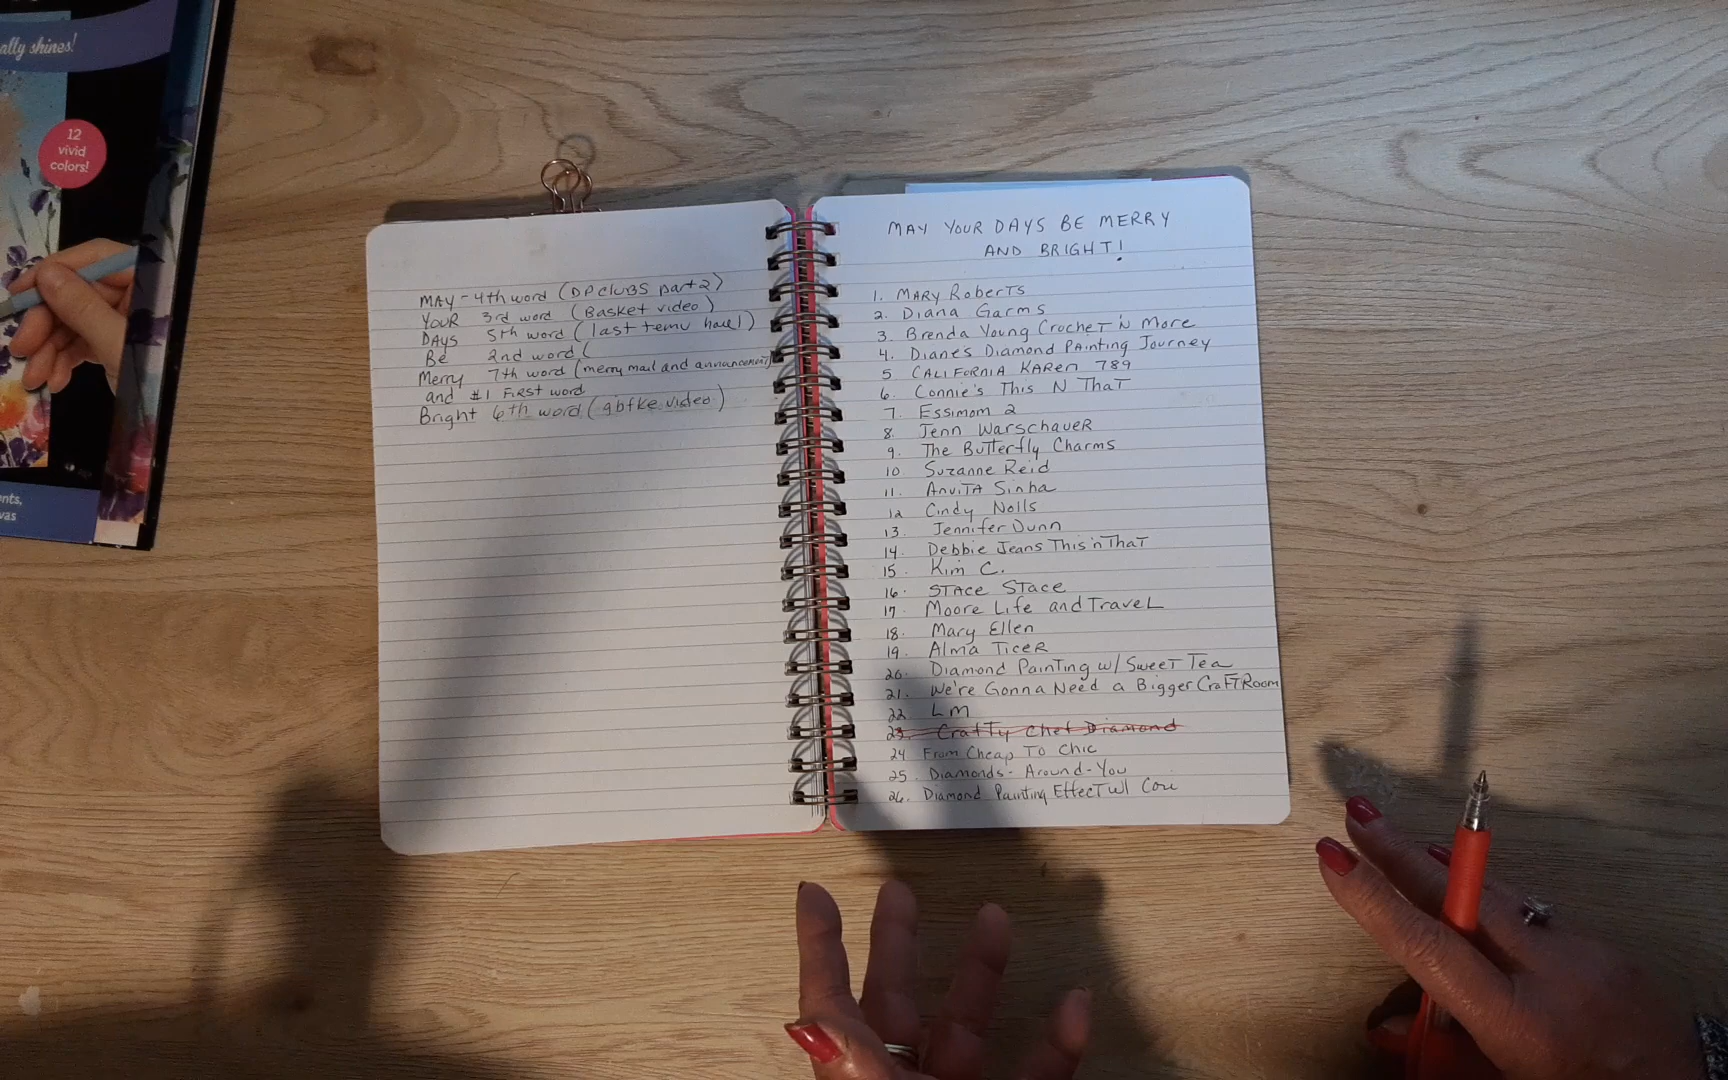 ally shines!
12
vivid
colors!
nts,
vas
MAY - 4th word (DP CLUBS part 2)
YOUR 3rd word (Basket video)
DAYS 5th word (last temu haul)
Be 2nd word (
Merry 7th word (merry mail and announcement)
and #1 FIRST word
Bright 6th word (gbfke video)
MAY YOUR DAYS BE MERRY
AND BRIGHT!
1. MARY RoberTs
2. Diana Garms
3. Brenda Young CrocheT 'N More
4. Diane's Diamond PAinting Journey
5 CALIFORNIA KAREN 789
6. Connie's This N ThaT
7. Essimom 2
8. Jenn WarschaueR
9. The Butterfly Charms
10. Suzanne Reid
11. AnviTA Sinha
12 Cindy Nolls
13. Jennifer Dunn
14. Debbie Jeans This 'n ThaT
15. Kim C.
16. STAce STace
17. Moore Life and TraveL
18. Mary Ellen
19. Alma TiceR
20. Diamond Painting w/ SweeT Tea
21. We're Gonna Need a Bigger CrafT Room
22 LM
23. CrafTy Chef Diamond
24 From Cheap To Chic
25. Diamonds - Around - You
26. Diamond Painting EffecT w/ Cori